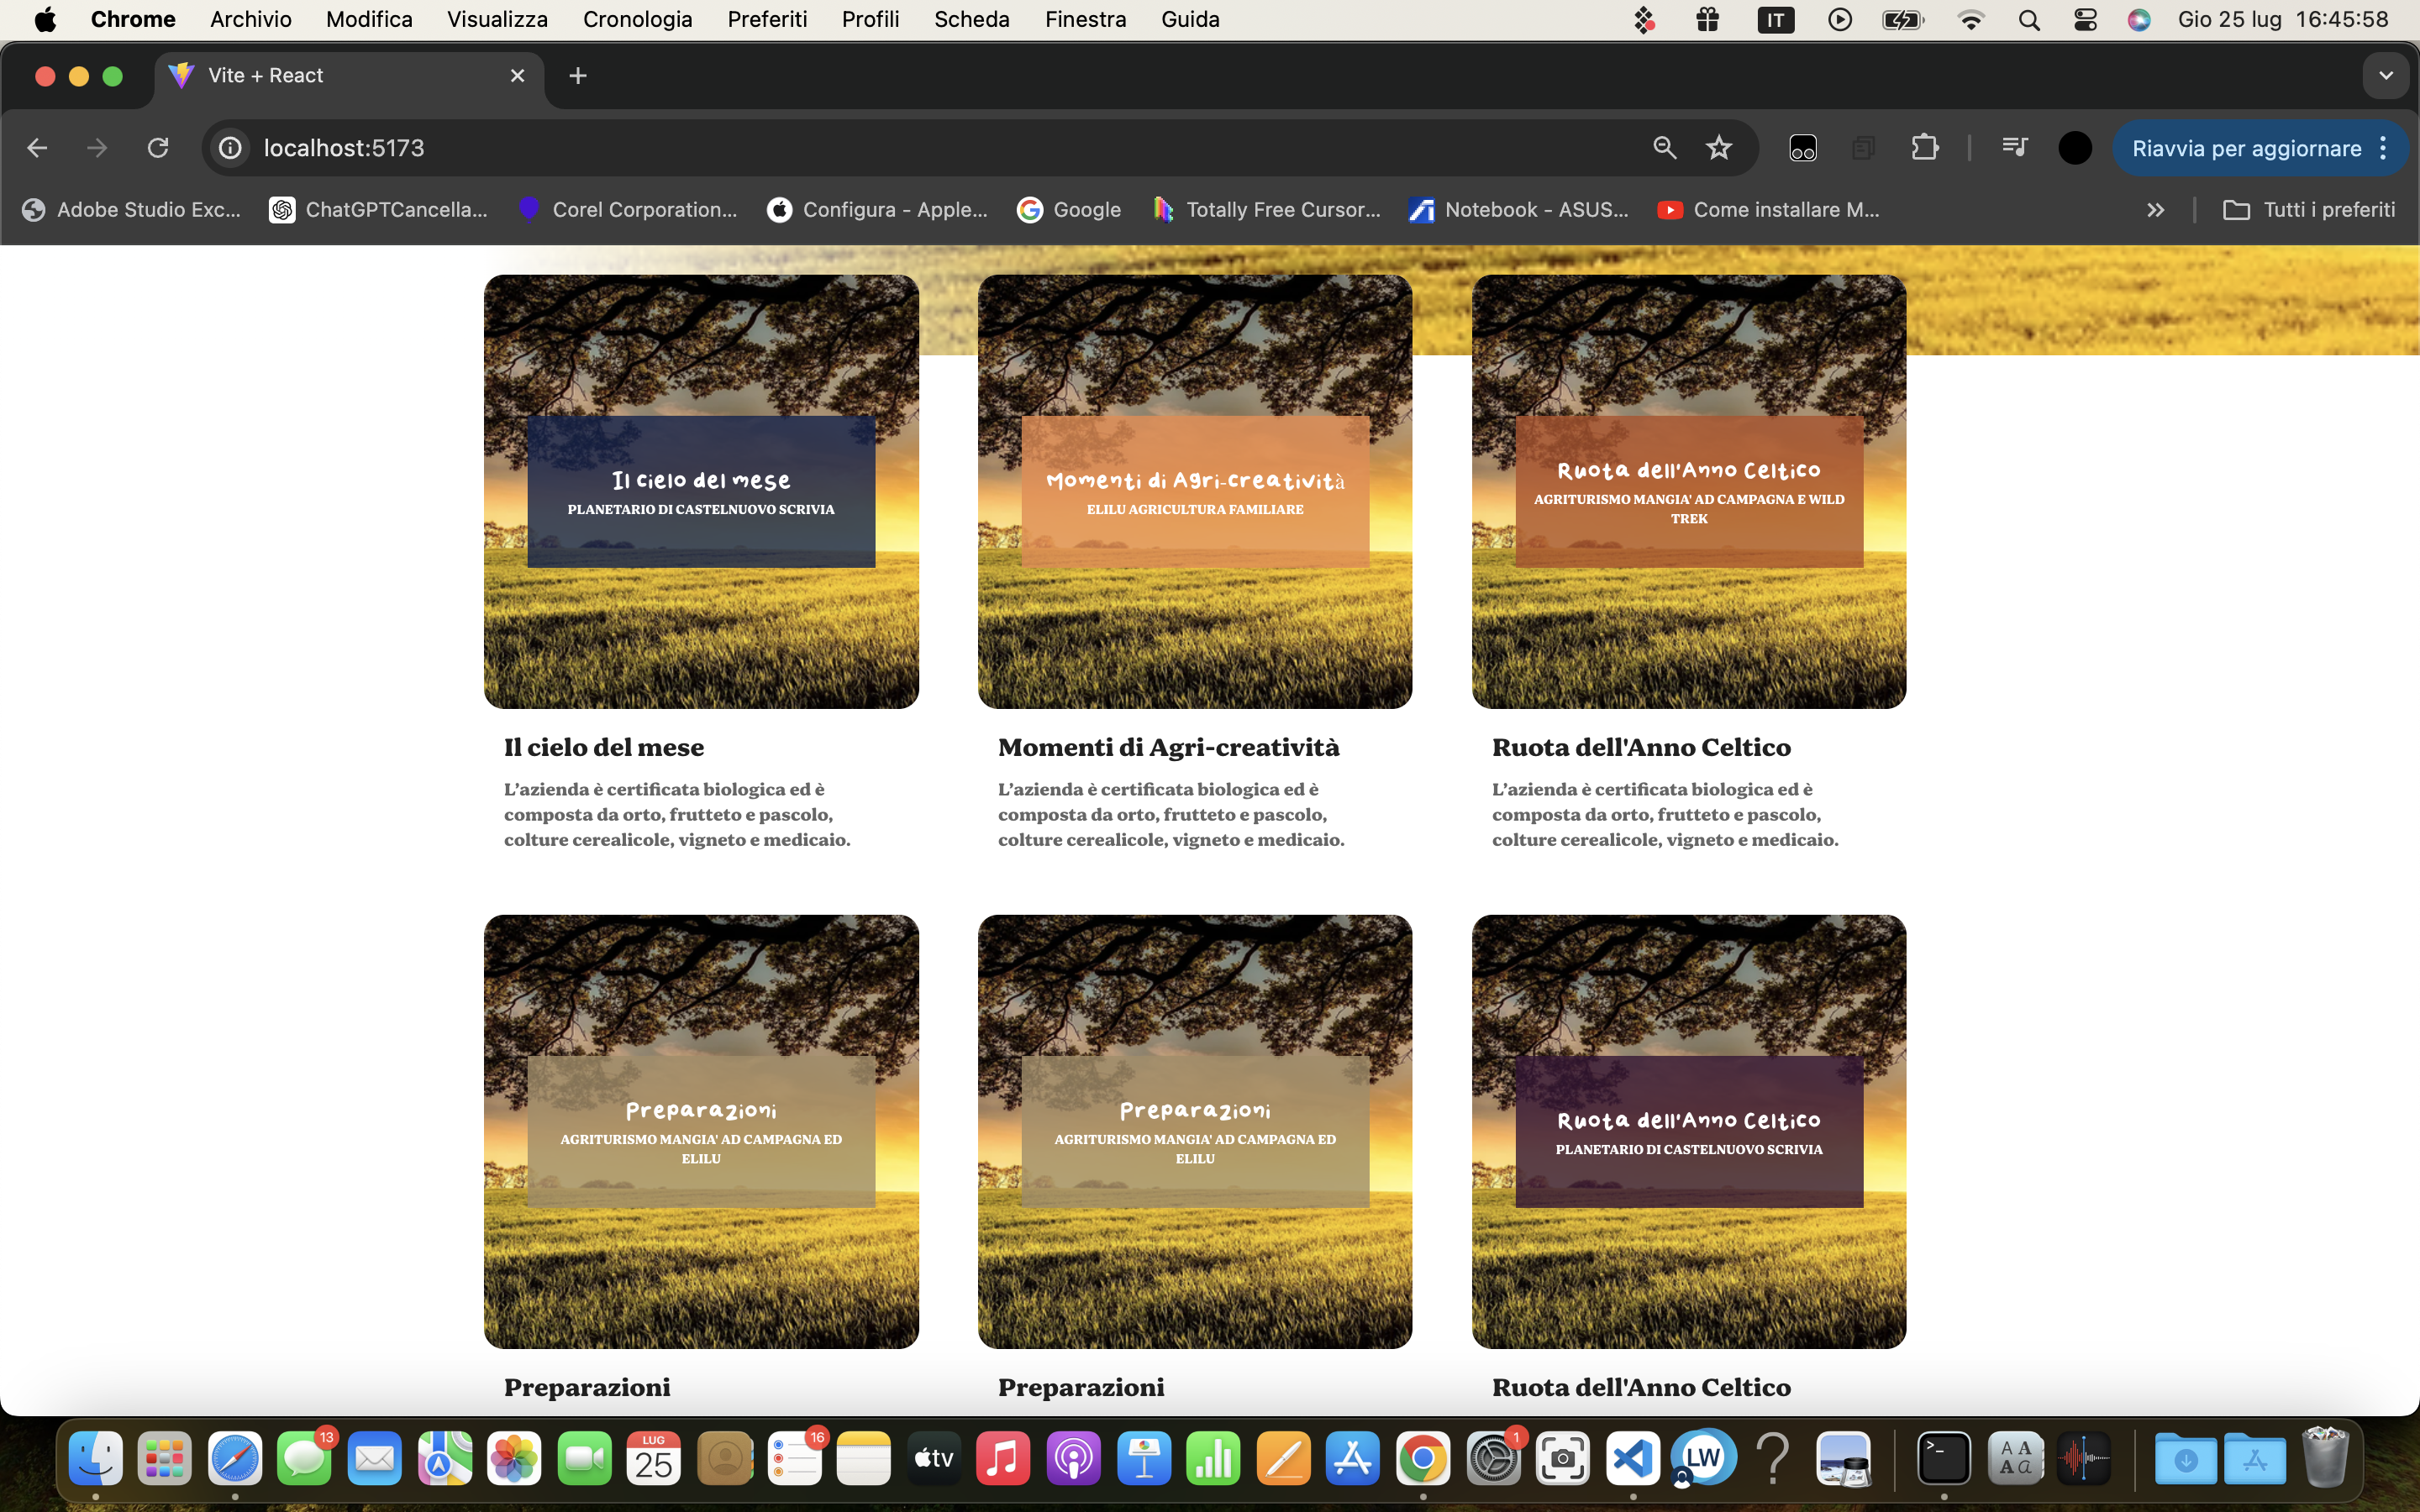 Chrome Archivio Modifica Visualizza Cronologia Preferiti Profili Scheda Finestra Guida IT Gio 25 lug 16:45:58
Vite + React
localhost:5173 Riavvia per aggiornare
Adobe Studio Exc... ChatGPTCancella... Corel Corporation... Configura - Apple... Google Totally Free Cursor... Notebook - ASUS... Come installare M... Tutti i preferiti
Il cielo del mese
PLANETARIO DI CASTELNUOVO SCRIVIA
Momenti di Agri-creatività
ELILU AGRICULTURA FAMILIARE
Ruota dell'Anno Celtico
AGRITURISMO MANGIA' AD CAMPAGNA E WILD
TREK
Il cielo del mese
L’azienda è certificata biologica ed è
composta da orto, frutteto e pascolo,
colture cerealicole, vigneto e medicaio.
Momenti di Agri-creatività
L’azienda è certificata biologica ed è
composta da orto, frutteto e pascolo,
colture cerealicole, vigneto e medicaio.
Ruota dell'Anno Celtico
L’azienda è certificata biologica ed è
composta da orto, frutteto e pascolo,
colture cerealicole, vigneto e medicaio.
Preparazioni
AGRITURISMO MANGIA' AD CAMPAGNA ED
ELILU
Preparazioni
AGRITURISMO MANGIA' AD CAMPAGNA ED
ELILU
Ruota dell'Anno Celtico
PLANETARIO DI CASTELNUOVO SCRIVIA
Preparazioni
Preparazioni
Ruota dell'Anno Celtico
13
LUG
25
16
tv
1
LW